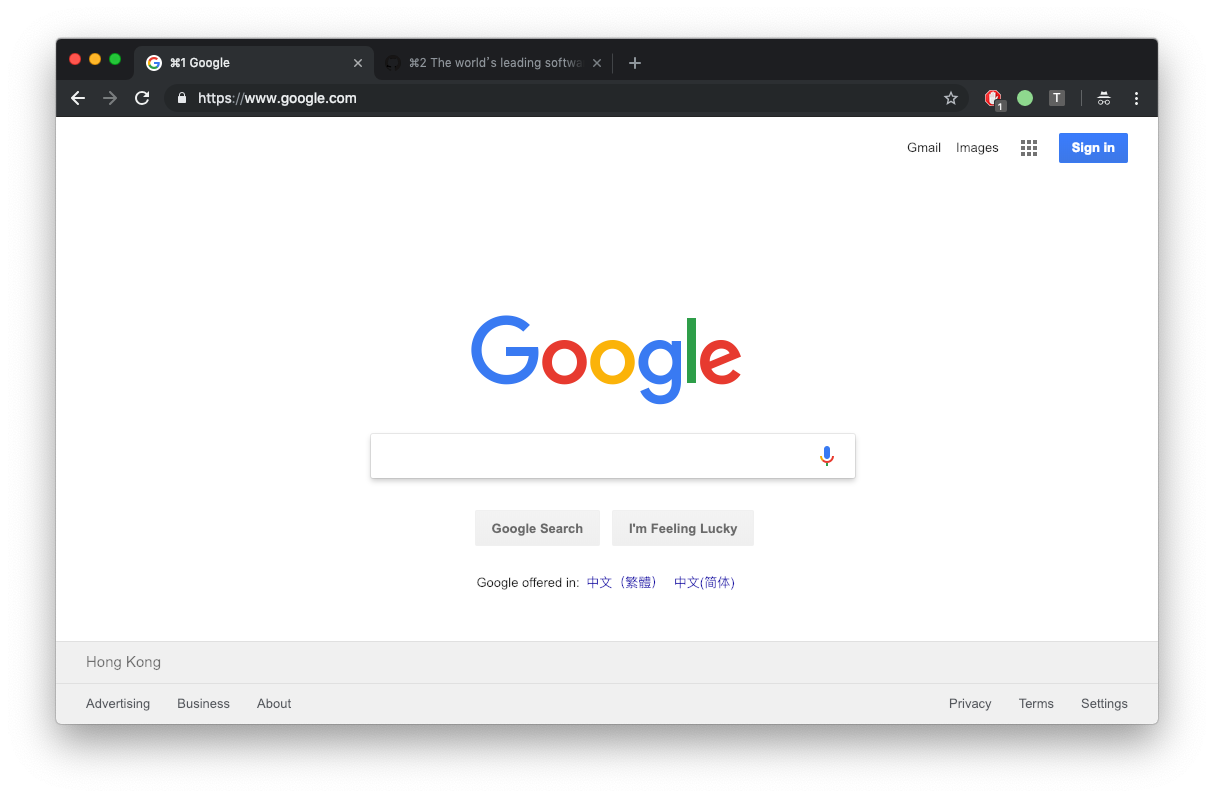 ⌘1 Google
⌘2 The world's leading softwa
https://www.google.com
1
T
Gmail Images Sign in
Google
Google Search I'm Feeling Lucky
Google offered in: 中文（繁體） 中文(简体)
Hong Kong
Advertising Business About Privacy Terms Settings